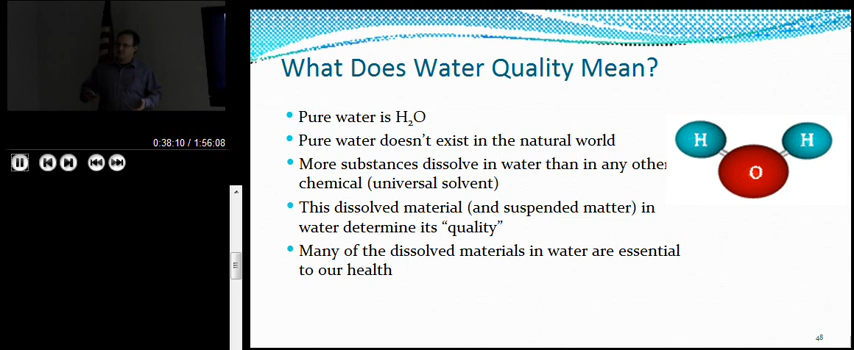 0:38:10 / 1:56:08
What Does Water Quality Mean?
• Pure water is H₂O
• Pure water doesn't exist in the natural world
• More substances dissolve in water than in any other
chemical (universal solvent)
• This dissolved material (and suspended matter) in
water determine its “quality”
• Many of the dissolved materials in water are essential
to our health
H H
O
48